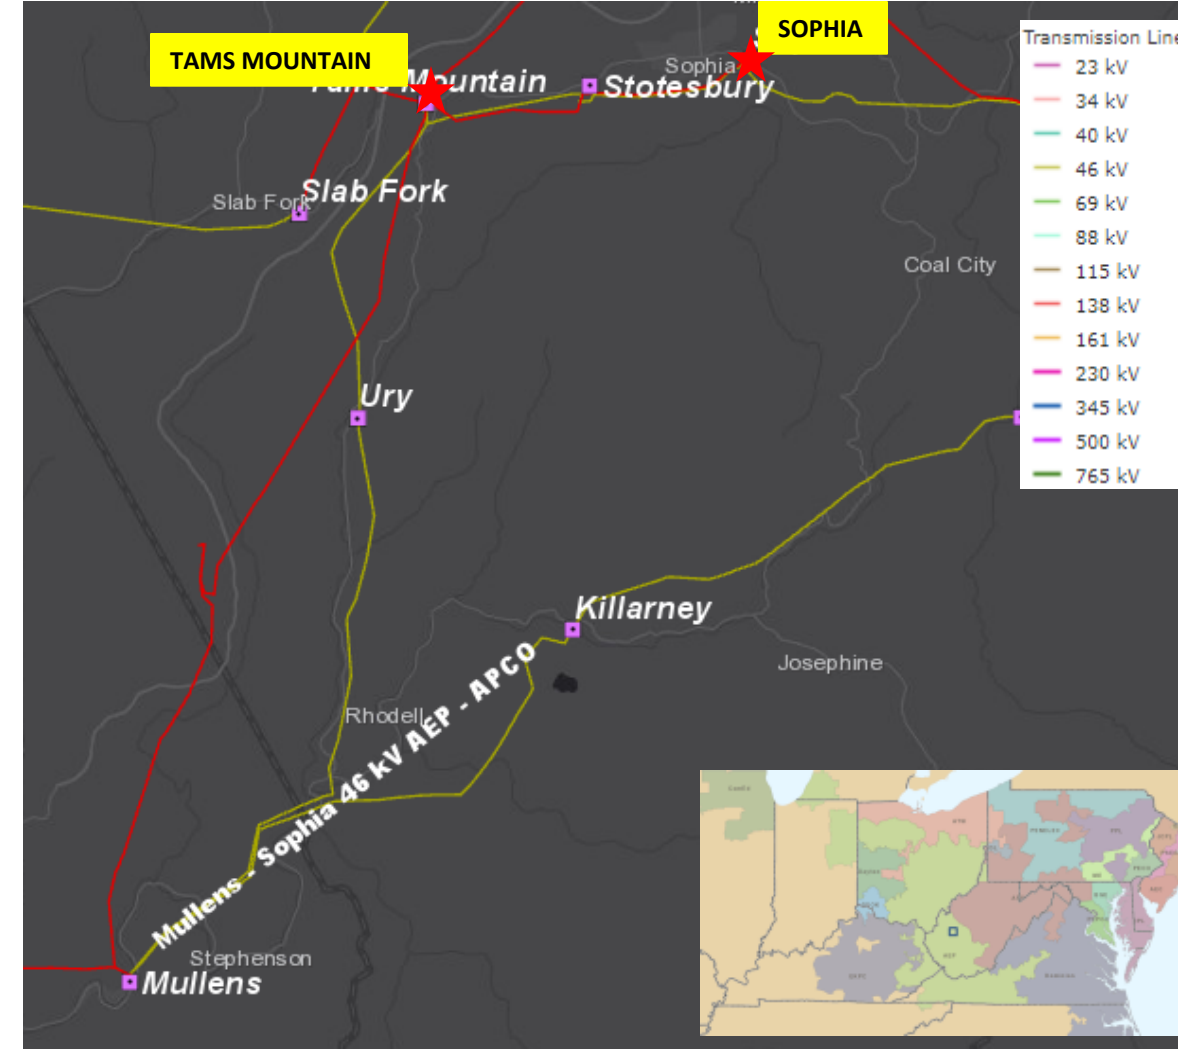 SOPHIA
TAMS MOUNTAIN
Transmission Line
23 kV
34 kV
40 kV
46 kV
69 kV
88 kV
115 kV
138 kV
161 kV
230 kV
345 kV
500 kV
765 kV
Sophia
Mountain
Stotesbury
Slab Fork
Slab Fork
Coal City
Ury
Killarney
Josephine
Rhodell
Mullens - Sophia 46 kV AEP - APCO
Stephenson
Mullens